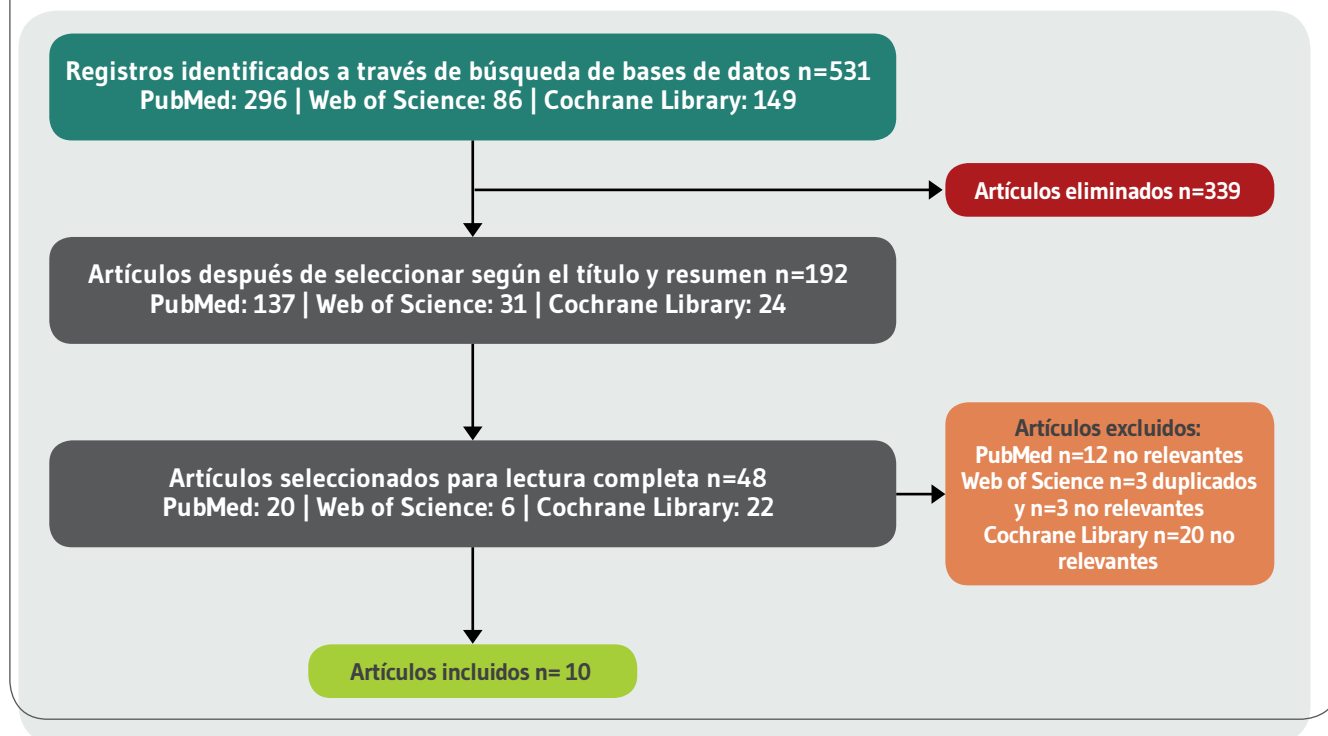 Registros identificados a través de búsqueda de bases de datos n=531
PubMed: 296 | Web of Science: 86 | Cochrane Library: 149
Artículos eliminados n=339
Artículos después de seleccionar según el título y resumen n=192
PubMed: 137 | Web of Science: 31 | Cochrane Library: 24
Artículos seleccionados para lectura completa n=48
PubMed: 20 | Web of Science: 6 | Cochrane Library: 22
Artículos excluidos:
PubMed n=12 no relevantes
Web of Science n=3 duplicados
y n=3 no relevantes
Cochrane Library n=20 no
relevantes
Artículos incluidos n= 10